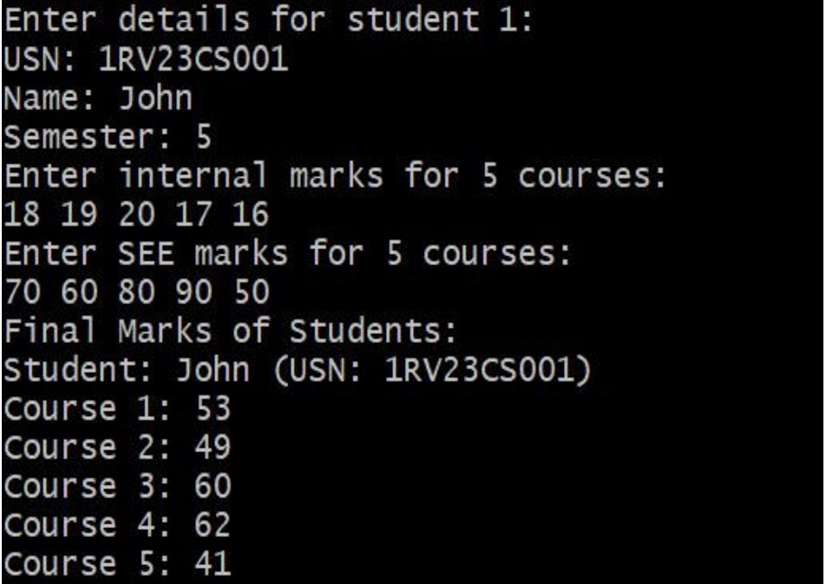 Enter details for student 1:
USN: 1RV23CS001
Name: John
Semester: 5
Enter internal marks for 5 courses:
18 19 20 17 16
Enter SEE marks for 5 courses:
70 60 80 90 50
Final Marks of Students:
Student: John (USN: 1RV23CS001)
Course 1: 53
Course 2: 49
Course 3: 60
Course 4: 62
Course 5: 41